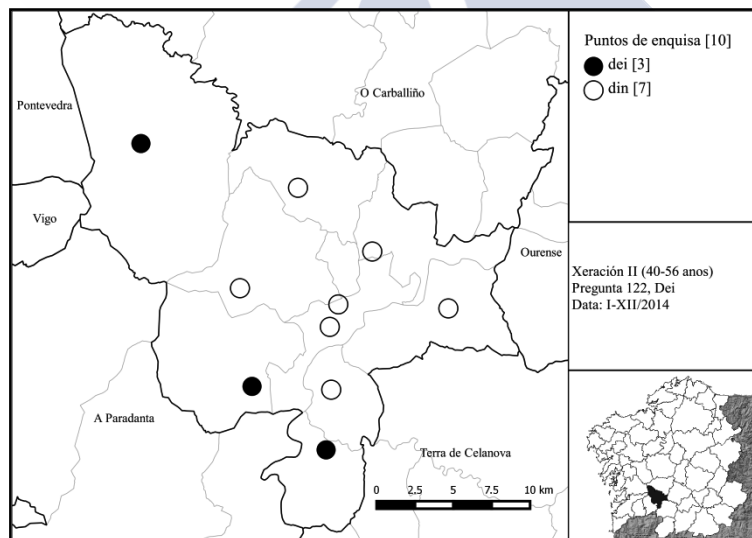 Pontevedra
O Carballiño
Vigo
Ourense
A Paradanta
Terra de Celanova
0 2,5 5 7.5 10 km
Puntos de enquisa [10]
dei [3]
din [7]
Xeración II (40-56 anos)
Pregunta 122, Dei
Data: I-XII/2014